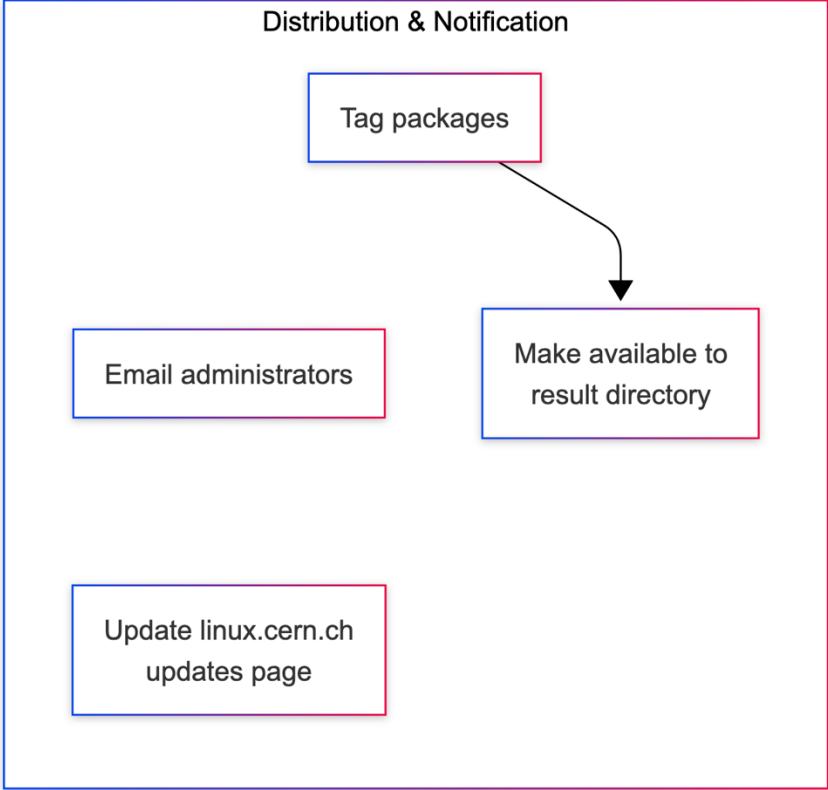 Distribution & Notification
Tag packages
Email administrators
Make available to
result directory
Update linux.cern.ch
updates page